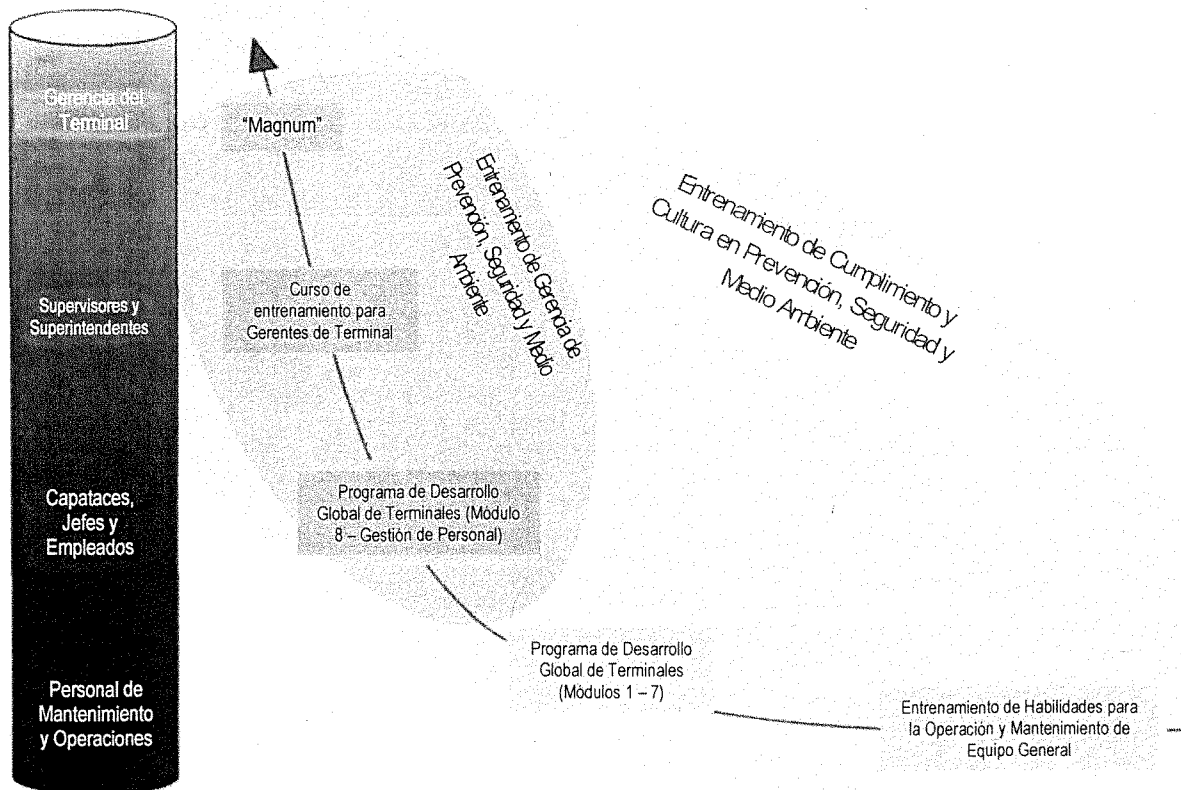 Gerencia del
Terminal
Supervisores y
Superintendentes
Capataces,
Jefes y
Empleados
Personal de
Mantenimiento
y Operaciones
"Magnum"
Curso de
entrenamiento para
Gerentes de Terminal
Programa de Desarrollo
Global de Terminales (Módulo
8 – Gestión de Personal)
Programa de Desarrollo
Global de Terminales
(Módulos 1 – 7)
Entrenamiento de Habilidades para
la Operación y Mantenimiento de
Equipo General
Entrenamiento de Gerencia de
Prevención, Seguridad y Medio
Ambiente
Entrenamiento de Cumplimiento y
Cultura en Prevención, Seguridad y
Medio Ambiente